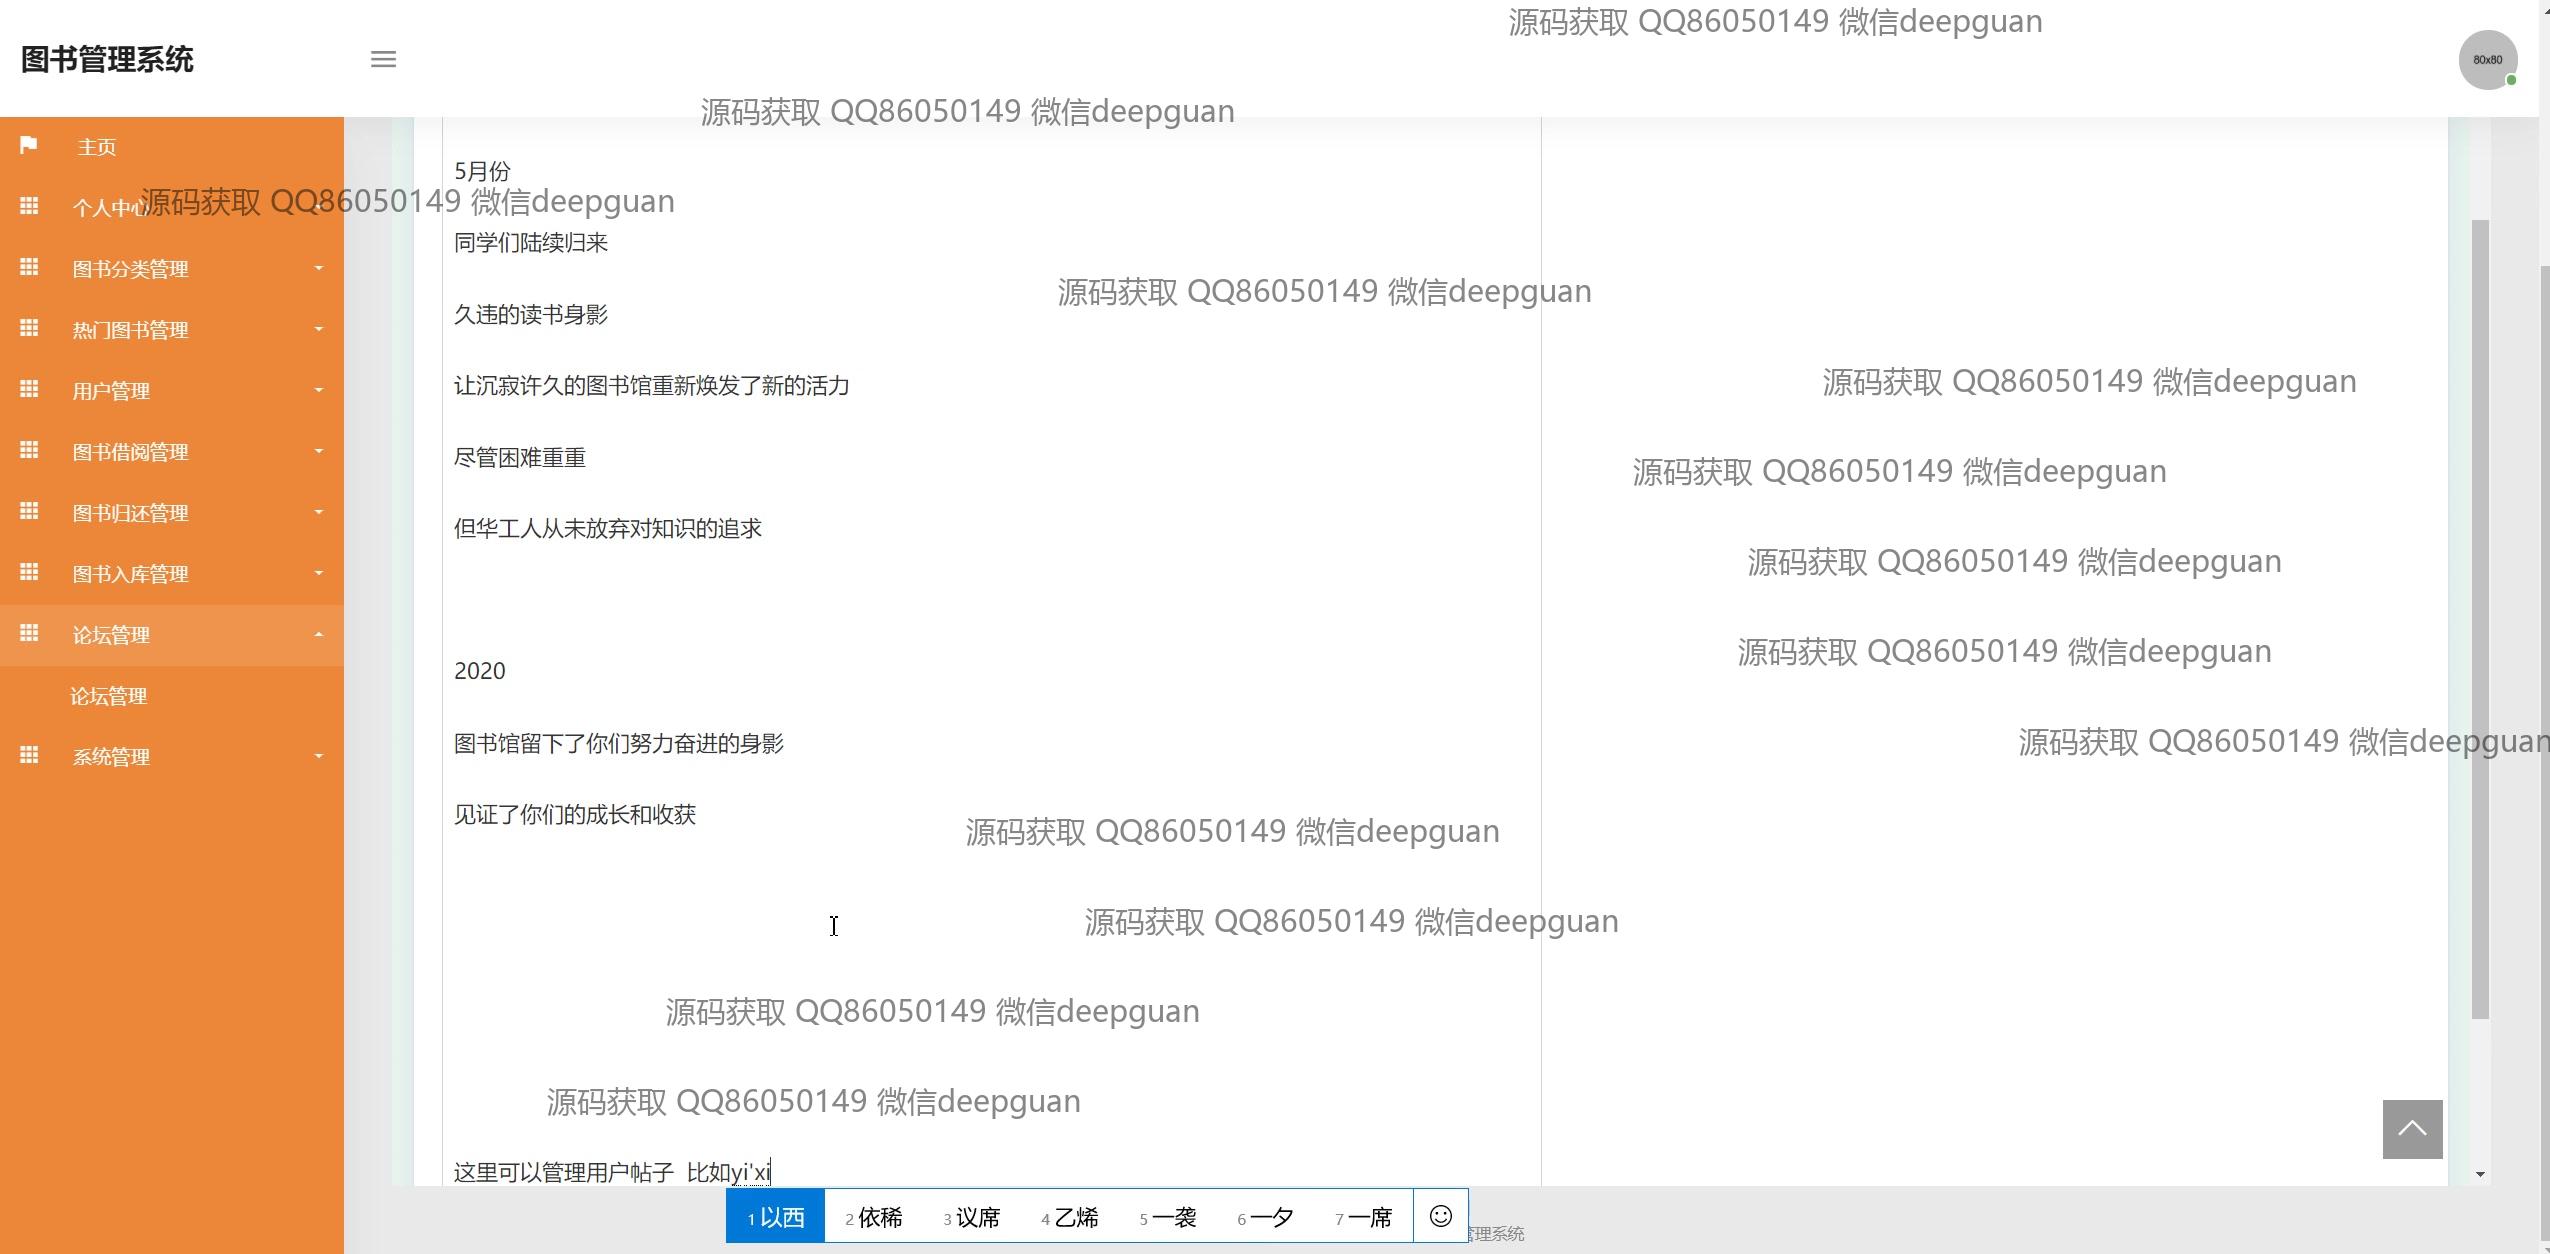 源码获取 QQ86050149 微信deepguan
图书管理系统
80x80
源码获取 QQ86050149 微信deepguan
主页
5月份
个人中心
源码获取 QQ86050149 微信deepguan
同学们陆续归来
图书分类管理
源码获取 QQ86050149 微信deepguan
久违的读书身影
热门图书管理
让沉寂许久的图书馆重新焕发了新的活力
源码获取 QQ86050149 微信deepguan
用户管理
图书借阅管理
尽管困难重重
源码获取 QQ86050149 微信deepguan
图书归还管理
但华工人从未放弃对知识的追求
源码获取 QQ86050149 微信deepguan
图书入库管理
论坛管理
源码获取 QQ86050149 微信deepguan
2020
论坛管理
图书馆留下了你们努力奋进的身影
源码获取 QQ86050149 微信deepguan
系统管理
见证了你们的成长和收获
源码获取 QQ86050149 微信deepguan
源码获取 QQ86050149 微信deepguan
源码获取 QQ86050149 微信deepguan
源码获取 QQ86050149 微信deepguan
这里可以管理用户帖子 比如yi'xi
1 以西 2 依稀 3 议席 4 乙烯 5 一袭 6 一夕 7 一席
管理系统